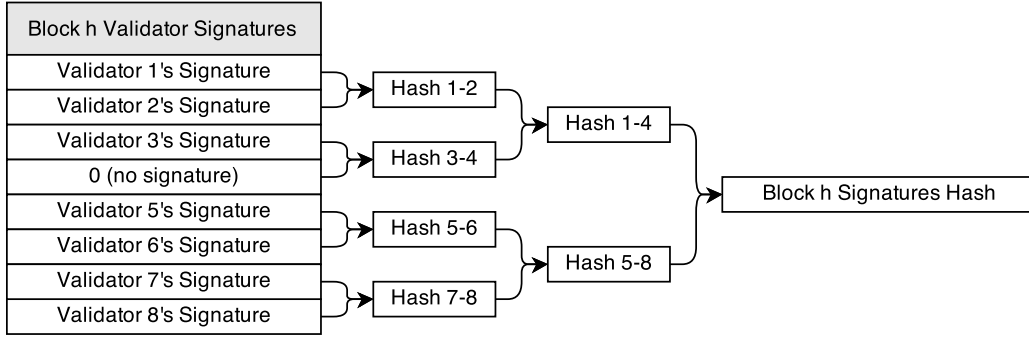 Block h Validator Signatures
Validator 1's Signature
Validator 2's Signature
Validator 3's Signature
0 (no signature)
Validator 5's Signature
Validator 6's Signature
Validator 7's Signature
Validator 8's Signature
Hash 1-2
Hash 3-4
Hash 5-6
Hash 7-8
Hash 1-4
Hash 5-8
Block h Signatures Hash